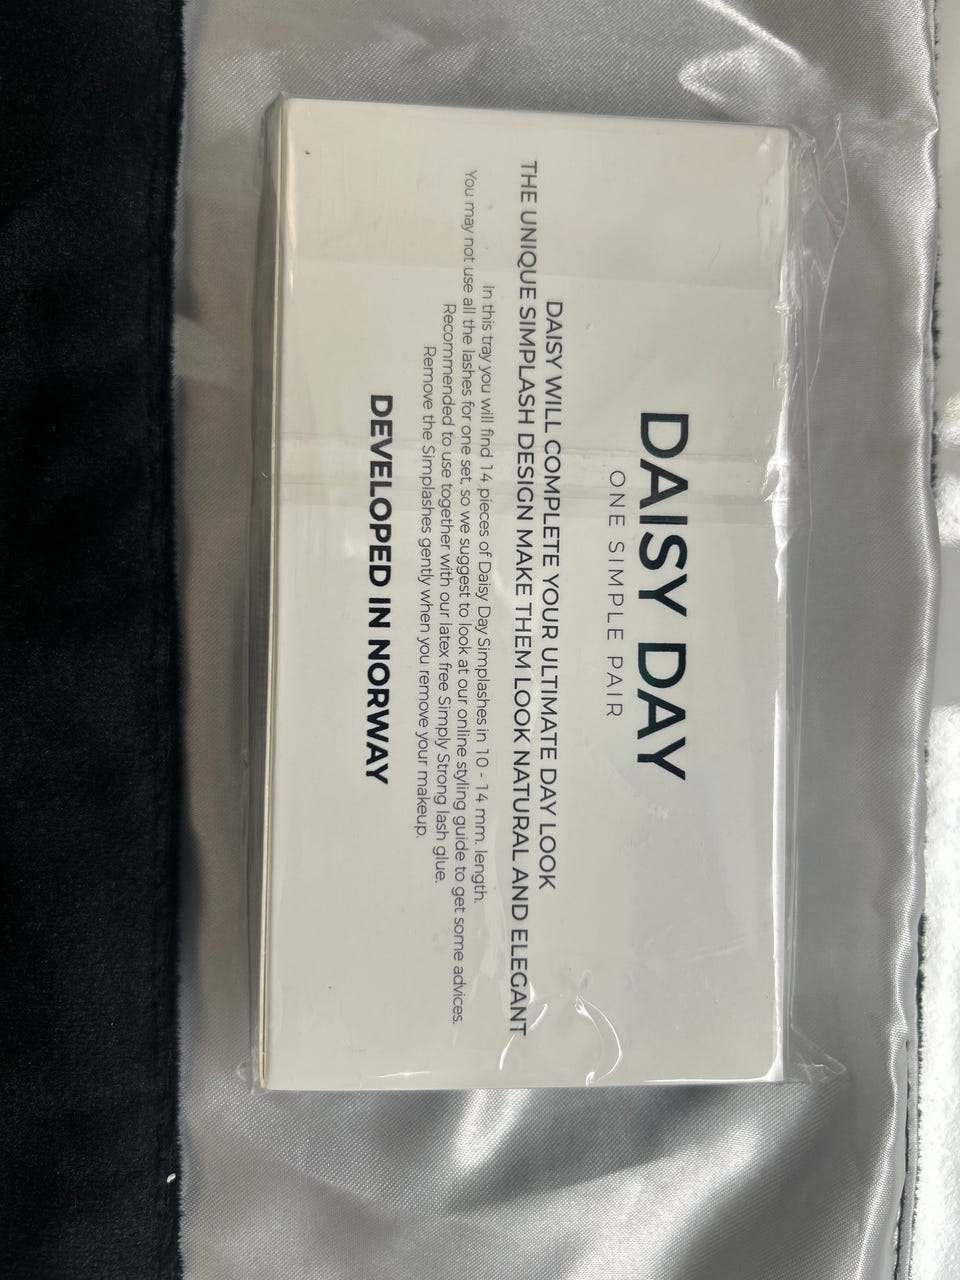 DAISY DAY
ONE SIMPLE PAIR
DAISY WILL COMPLETE YOUR ULTIMATE DAY LOOK
THE UNIQUE SIMPLASH DESIGN MAKE THEM LOOK NATURAL AND ELEGANT
In this tray you will find 14 pieces of Daisy Day Simplashes in 10 - 14 mm. length.
You may not use all the lashes for one set, so we suggest to look at our online styling guide to get some advices.
Recommended to use together with our latex free Simply Strong lash glue.
Remove the Simplashes gently when you remove your makeup.
DEVELOPED IN NORWAY